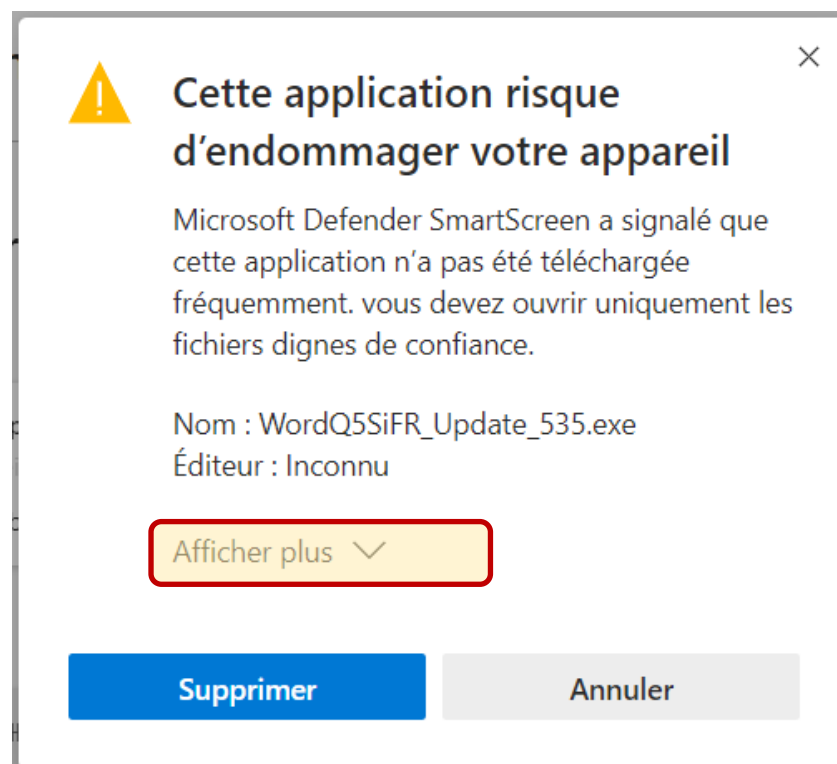 Cette application risque
d’endommager votre appareil
Microsoft Defender SmartScreen a signalé que
cette application n’a pas été téléchargée
fréquemment. vous devez ouvrir uniquement les
fichiers dignes de confiance.
Nom : WordQ5SiFR_Update_535.exe
Éditeur : Inconnu
Afficher plus
Supprimer
Annuler